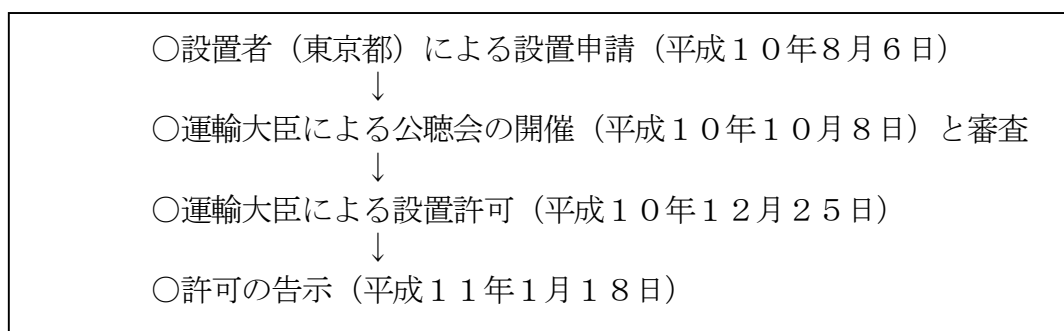 ○設置者（東京都）による設置申請（平成１０年８月６日）
↓
○運輸大臣による公聴会の開催（平成１０年１０月８日）と審査
↓
○運輸大臣による設置許可（平成１０年１２月２５日）
↓
○許可の告示（平成１１年１月１８日）